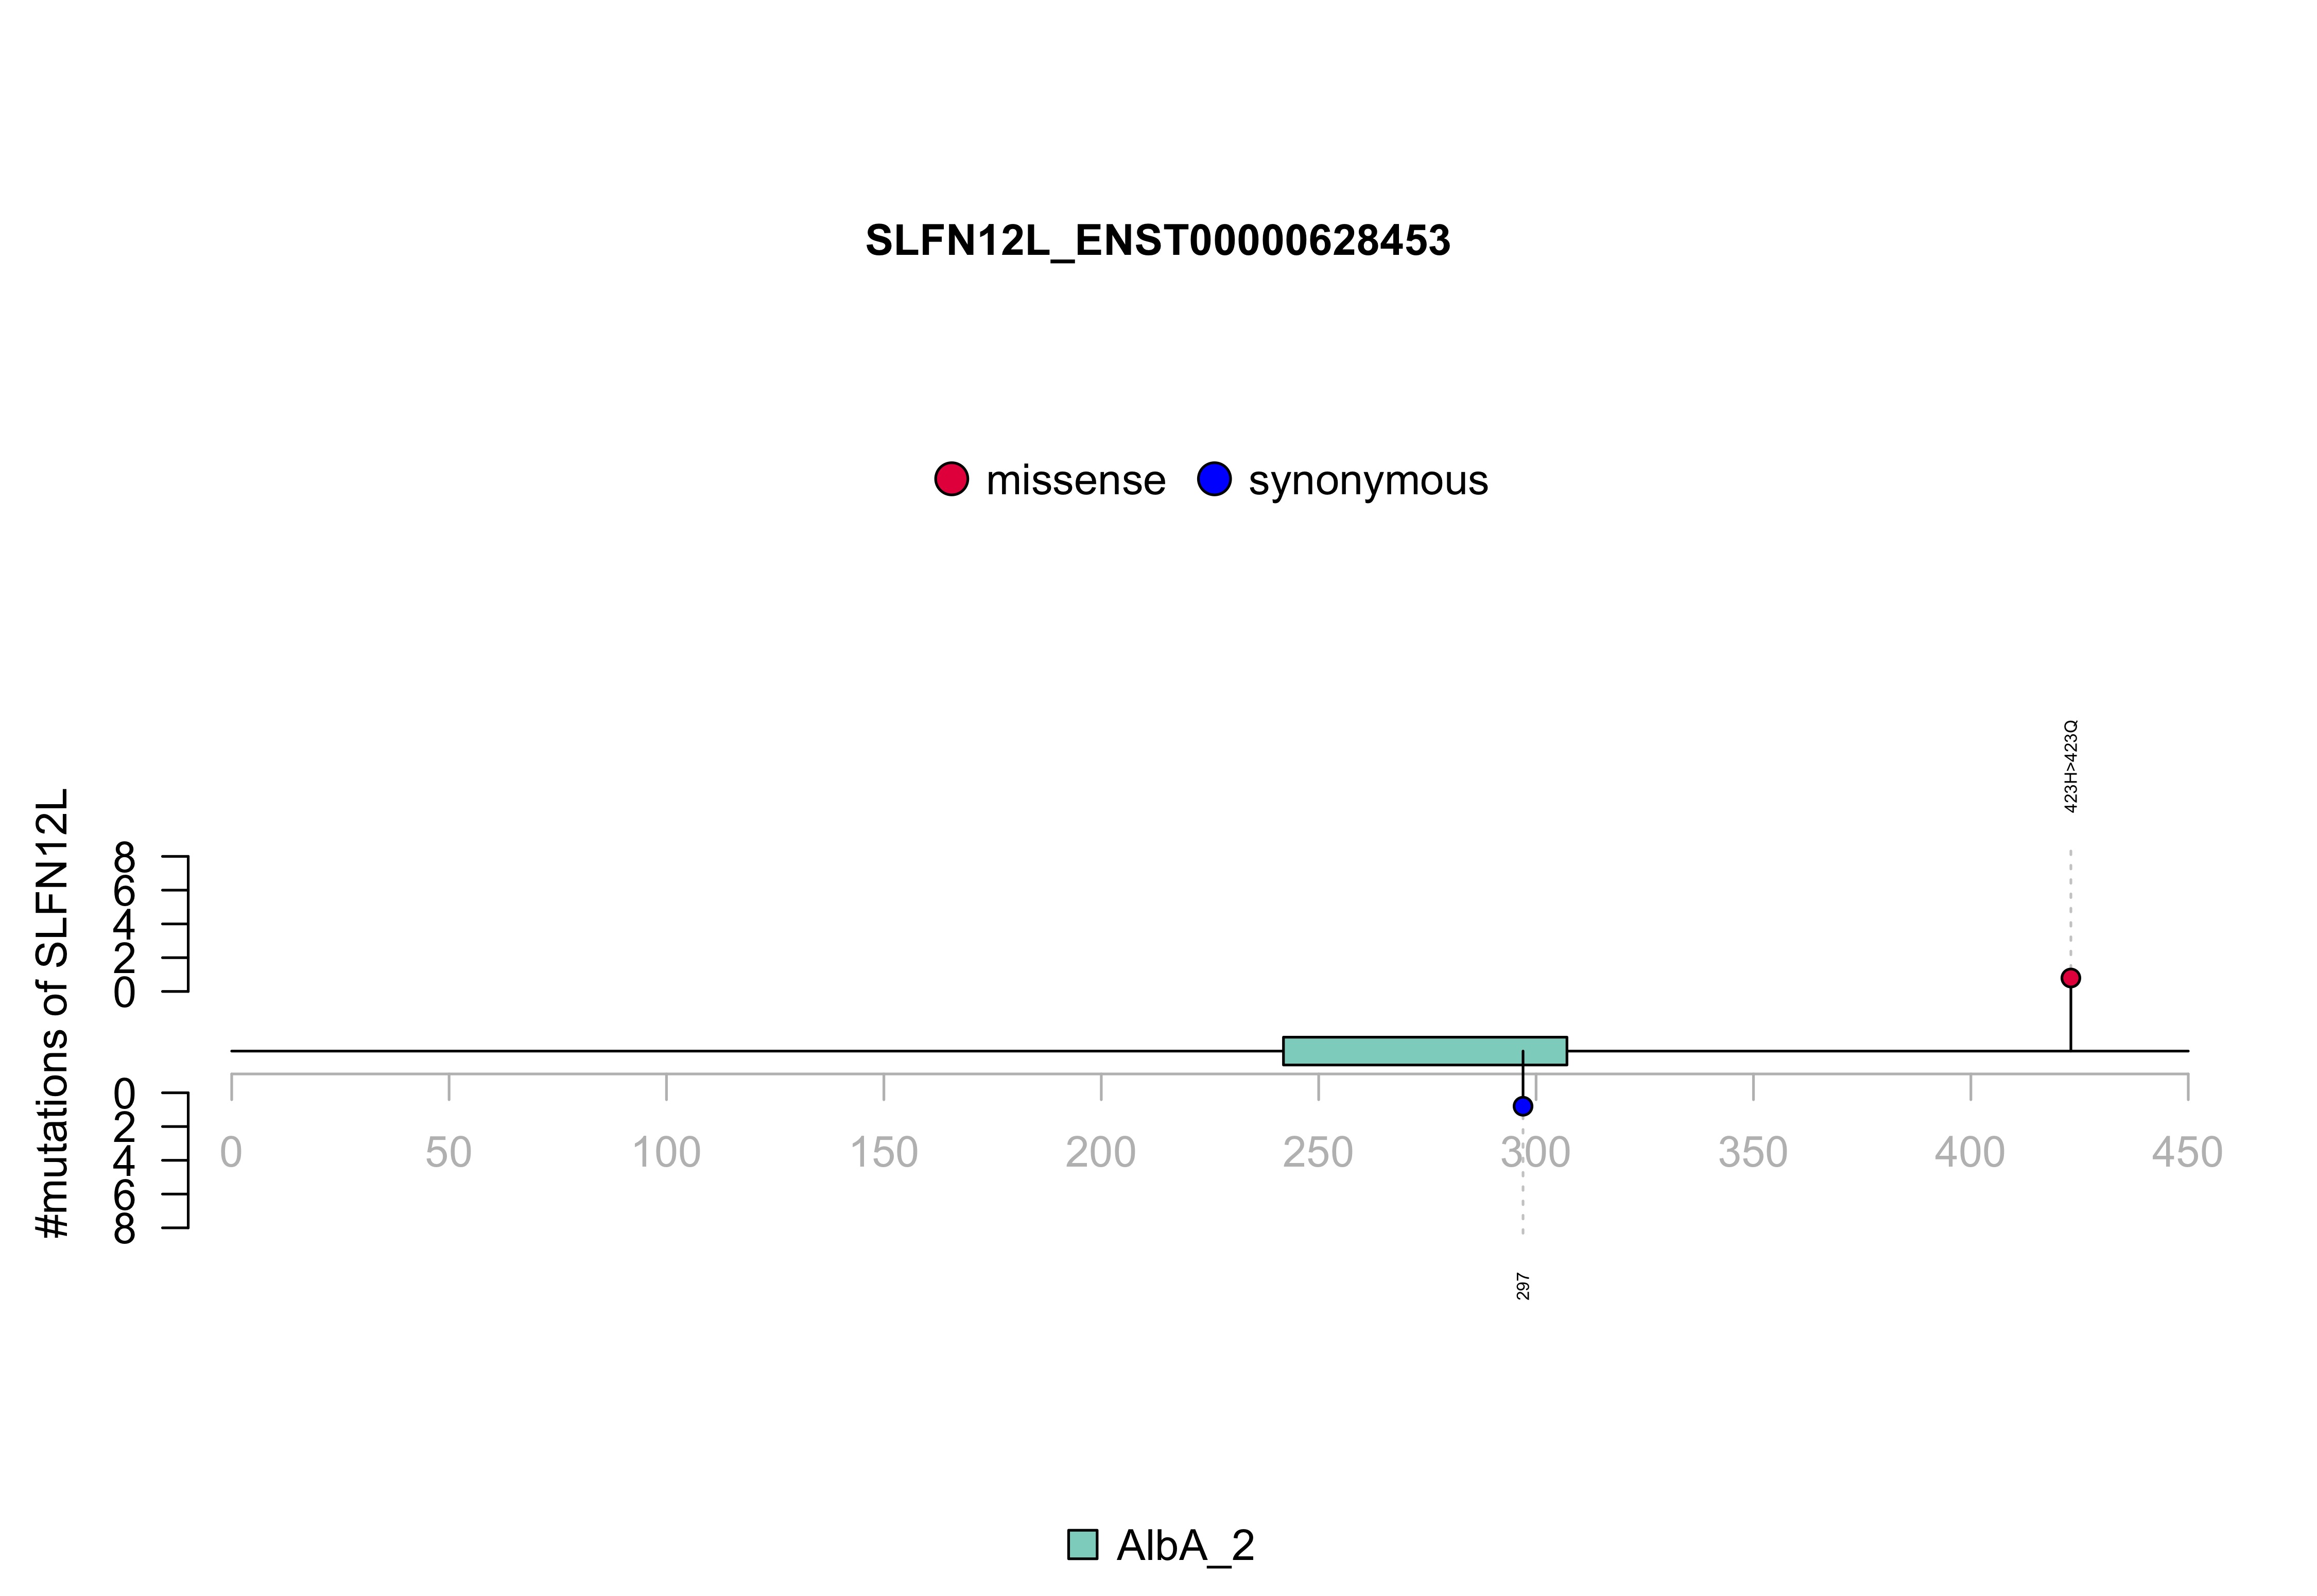 SLFN12L_ENST00000628453
missense synonymous
423H>423Q
#mutations of SLFN12L
8
6
4
2
0
0
2
4
6
8
0 50 100 150 200 250 300 350 400 450
297
AlbA_2